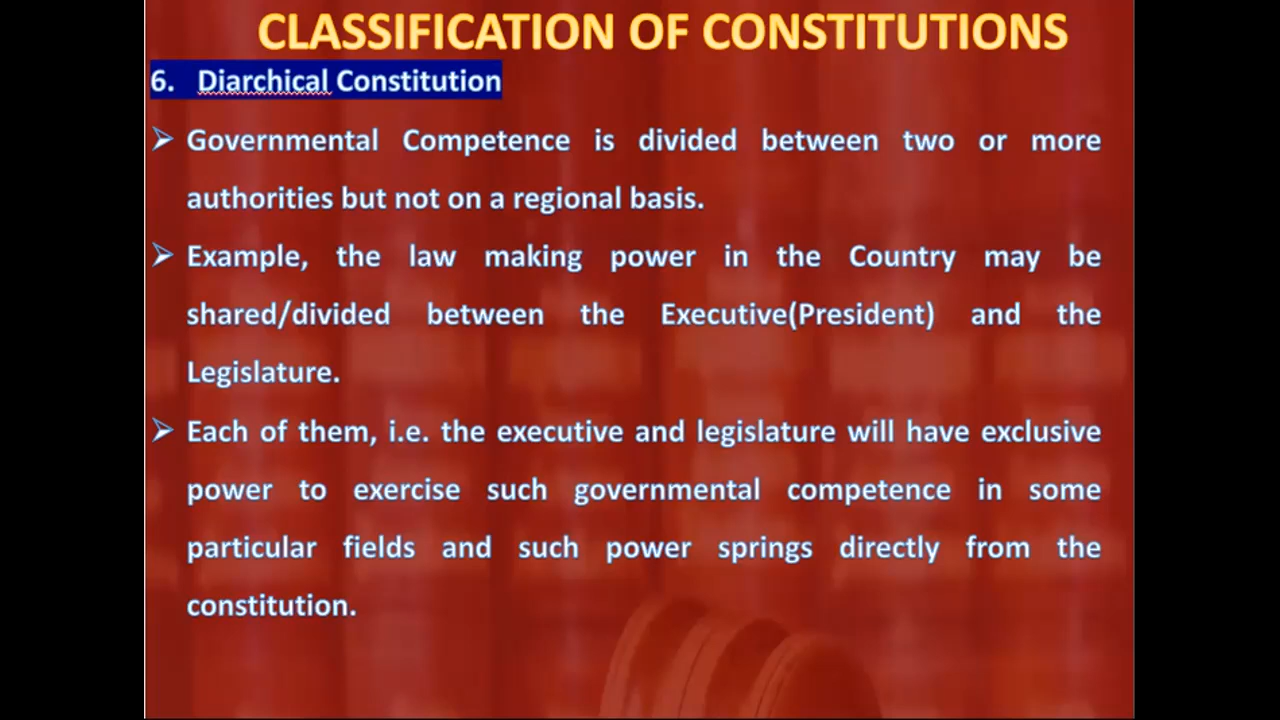 CLASSIFICATION OF CONSTITUTIONS
6. Diarchical Constitution
➢ Governmental Competence is divided between two or more
authorities but not on a regional basis.
➢ Example, the law making power in the Country may be
shared/divided between the Executive(President) and the
Legislature.
➢ Each of them, i.e. the executive and legislature will have exclusive
power to exercise such governmental competence in some
particular fields and such power springs directly from the
constitution.